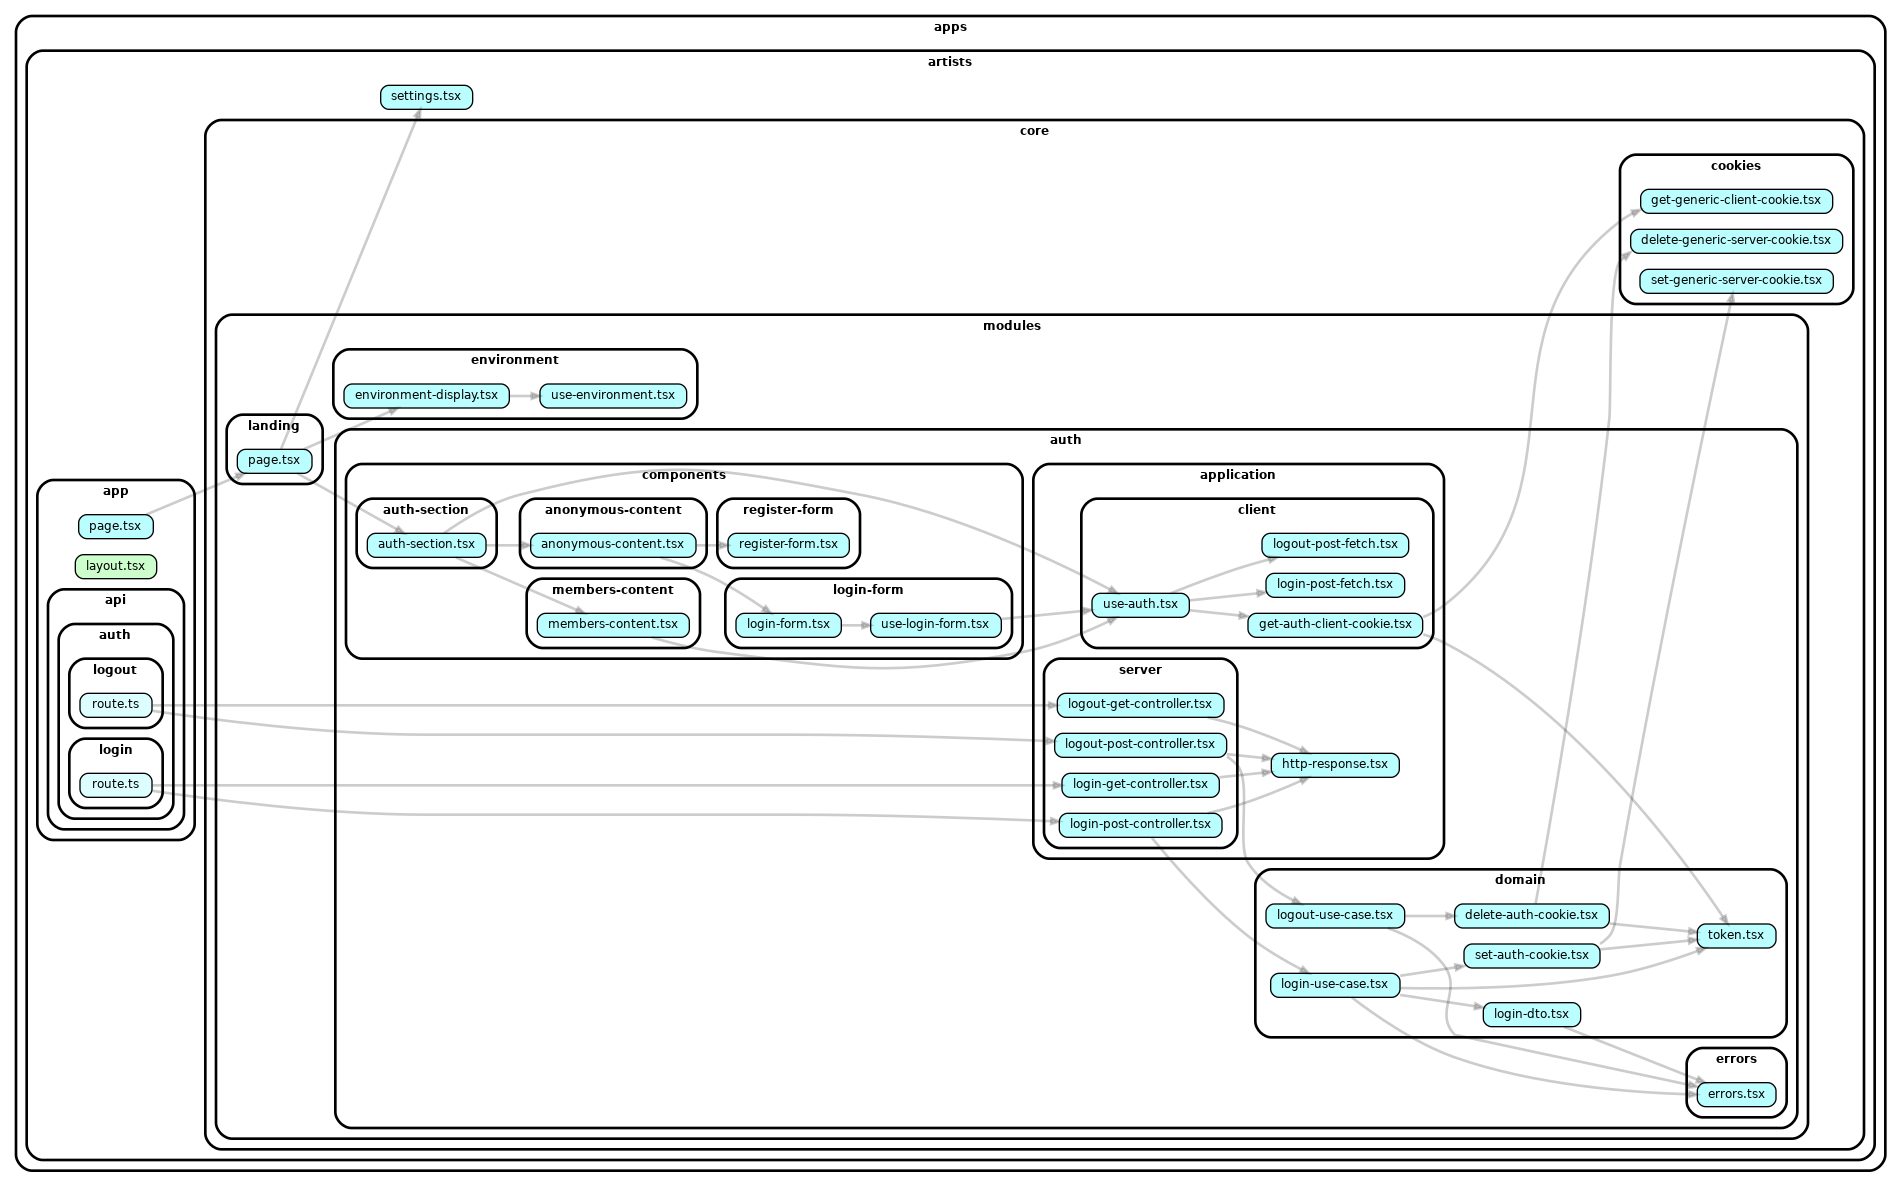 apps
artists
settings.tsx
core
cookies
get-generic-client-cookie.tsx
delete-generic-server-cookie.tsx
set-generic-server-cookie.tsx
modules
environment
environment-display.tsx
use-environment.tsx
landing
page.tsx
auth
components
auth-section
auth-section.tsx
anonymous-content
anonymous-content.tsx
register-form
register-form.tsx
members-content
members-content.tsx
login-form
login-form.tsx
use-login-form.tsx
application
client
logout-post-fetch.tsx
login-post-fetch.tsx
use-auth.tsx
get-auth-client-cookie.tsx
server
logout-get-controller.tsx
logout-post-controller.tsx
login-get-controller.tsx
login-post-controller.tsx
http-response.tsx
app
page.tsx
layout.tsx
api
auth
logout
route.ts
login
route.ts
domain
logout-use-case.tsx
delete-auth-cookie.tsx
token.tsx
set-auth-cookie.tsx
login-use-case.tsx
login-dto.tsx
errors
errors.tsx